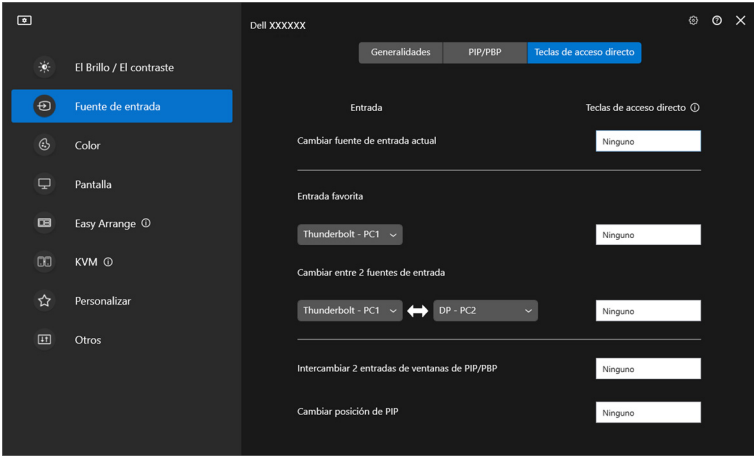 Dell XXXXXX
Generalidades
PIP/PBP
Teclas de acceso directo
El Brillo / El contraste
Fuente de entrada
Color
Pantalla
Easy Arrange
KVM
Personalizar
Otros
Entrada
Teclas de acceso directo
Cambiar fuente de entrada actual
Ninguno
Entrada favorita
Thunderbolt - PC1
Ninguno
Cambiar entre 2 fuentes de entrada
Thunderbolt - PC1
DP - PC2
Ninguno
Intercambiar 2 entradas de ventanas de PIP/PBP
Ninguno
Cambiar posición de PIP
Ninguno